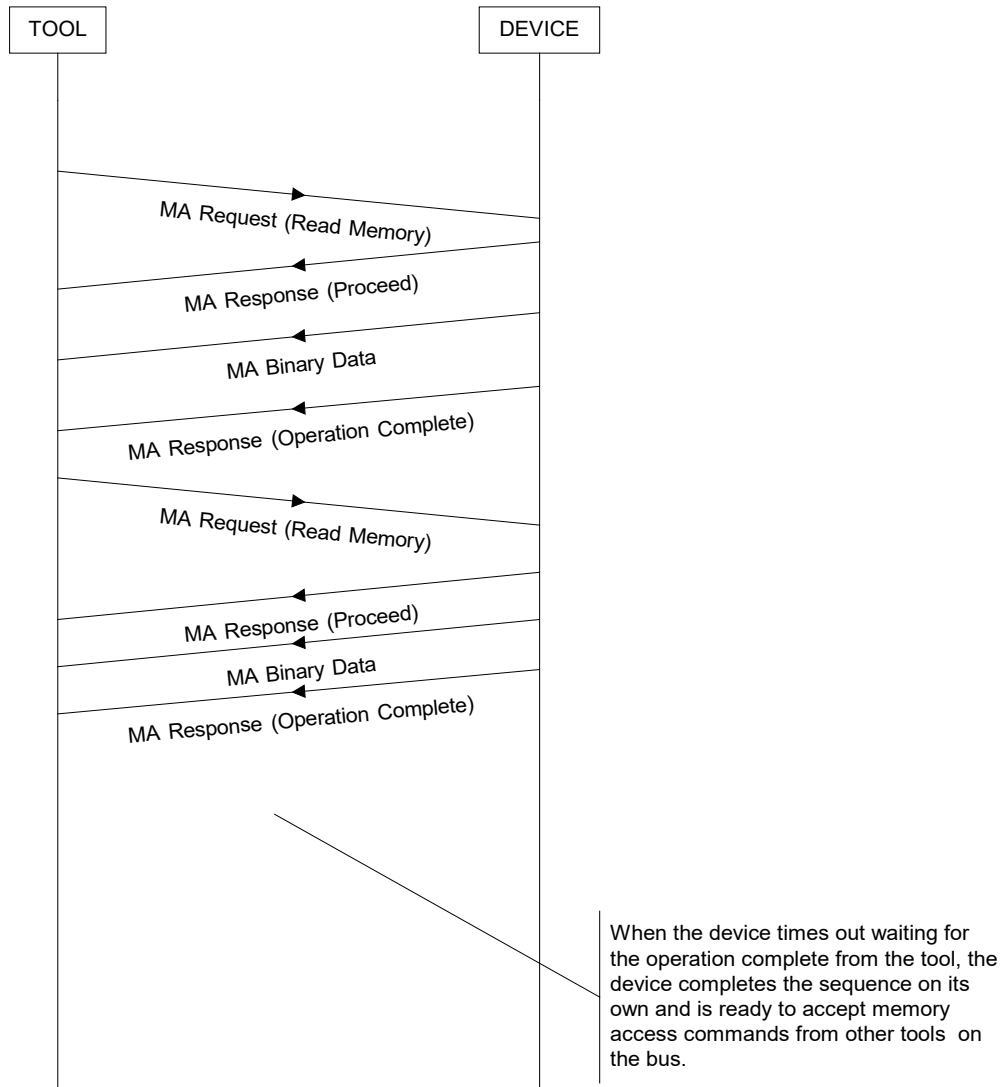 TOOL
DEVICE
MA Request (Read Memory)
MA Response (Proceed)
MA Binary Data
MA Response (Operation Complete)
MA Request (Read Memory)
MA Response (Proceed)
MA Binary Data
MA Response (Operation Complete)
When the device times out waiting for
the operation complete from the tool, the
device completes the sequence on its
own and is ready to accept memory
access commands from other tools  on
the bus.